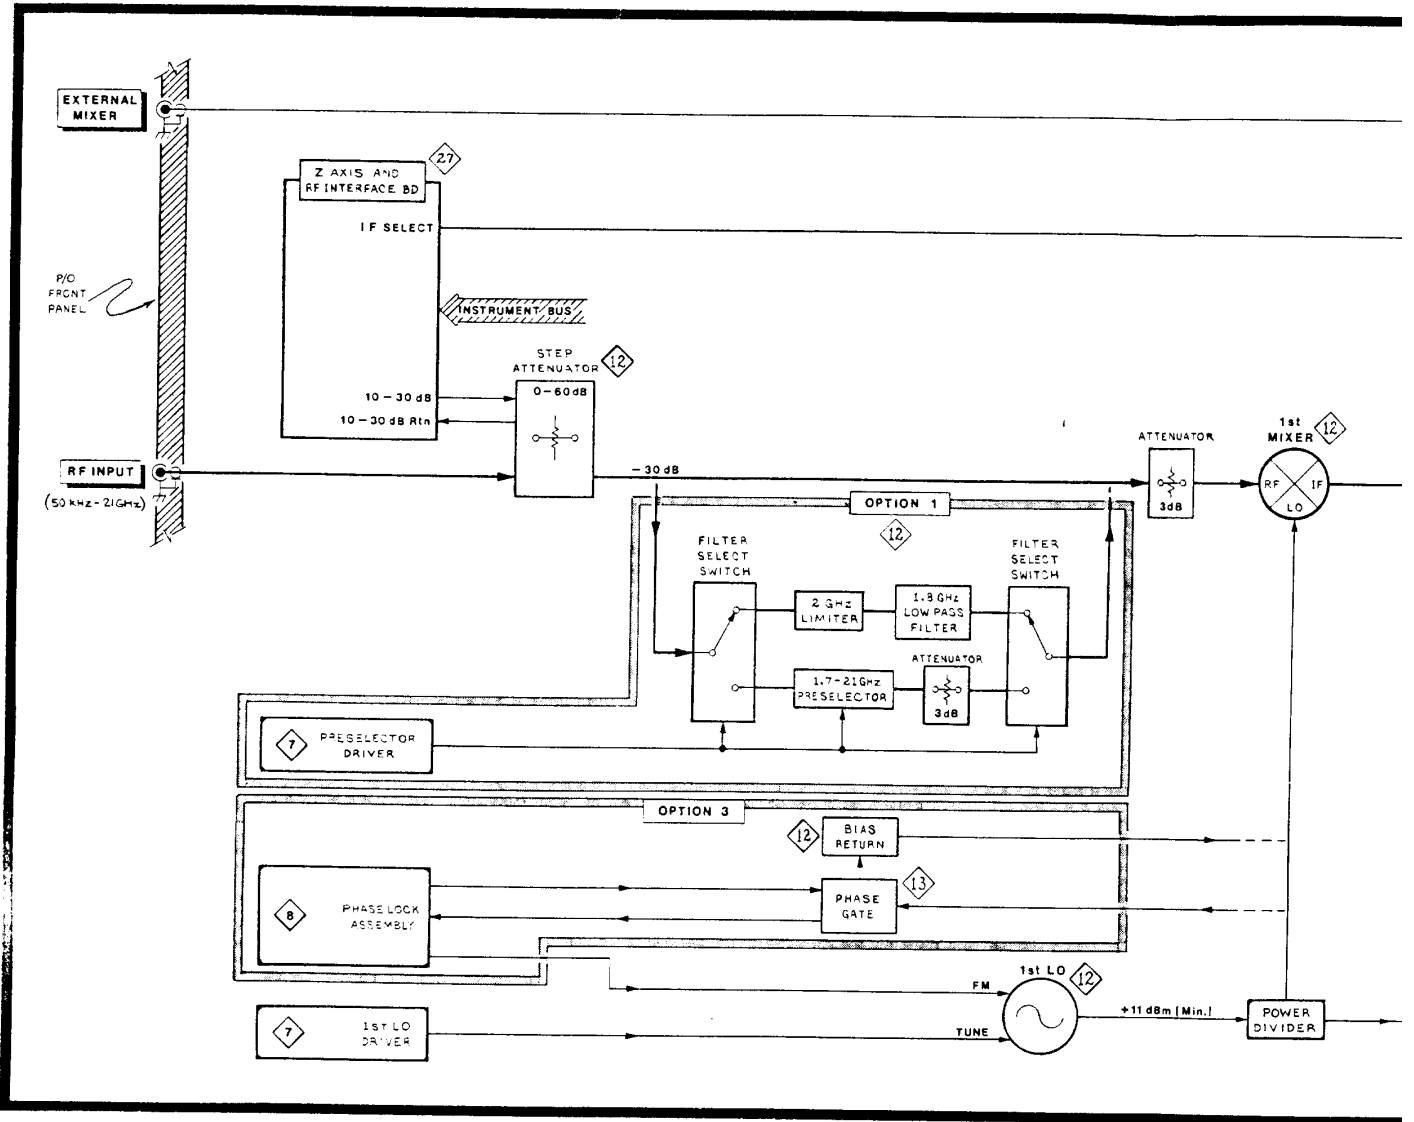 EXTERNAL
MIXER
27
Z AXIS AND
RF INTERFACE BD
IF SELECT
P/O
FRONT
PANEL
INSTRUMENT BUS
STEP
ATTENUATOR
12
0-60dB
10-30 dB
10-30 dB Rtn
RF INPUT
(50 KHz-21GHz)
-30 dB
ATTENUATOR
3dB
1st
MIXER
12
RF
IF
LO
OPTION 1
12
FILTER
SELECT
SWITCH
FILTER
SELECT
SWITCH
2 GHz
LIMITER
1.8 GHz
LOW PASS
FILTER
1.7-21GHz
PRESELECTOR
ATTENUATOR
3dB
7
PRESELECTOR
DRIVER
OPTION 3
12
BIAS
RETURN
8
PHASE LOCK
ASSEMBLY
PHASE
GATE
13
1st LO
12
FM
TUNE
7
1ST LO
DRIVER
+11 dBm [Min.]
POWER
DIVIDER